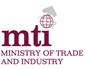 mti
MINISTRY OF TRADE
AND INDUSTRY